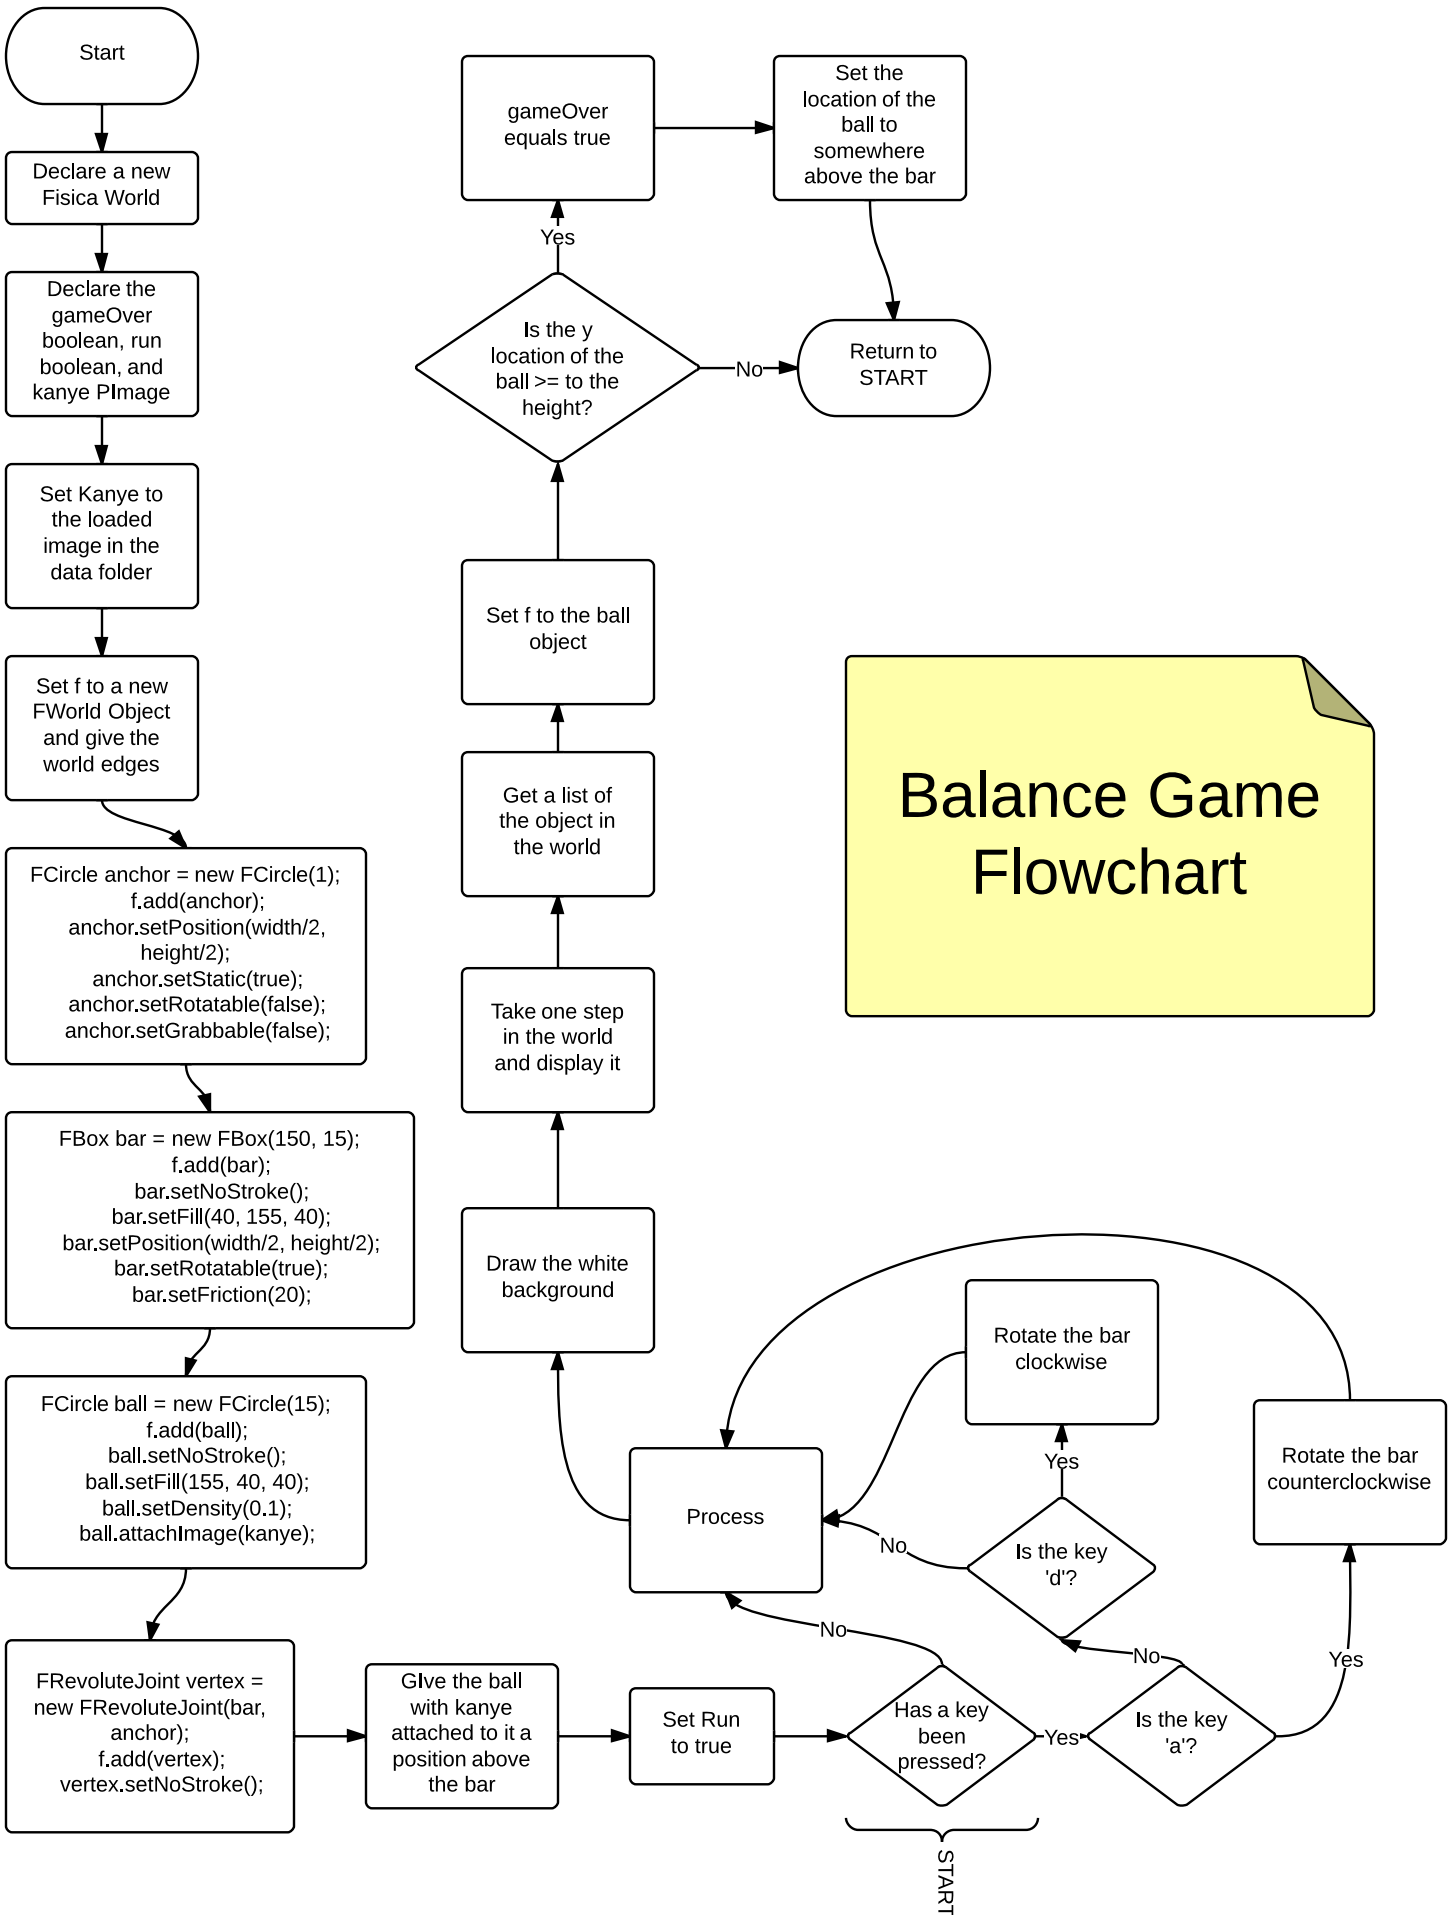 Start
Declare a new
Fisica World
Declare the
gameOver
boolean, run
boolean, and
kanye PImage
Set Kanye to
the loaded
image in the
data folder
Set f to a new
FWorld Object
and give the
world edges
FCircle anchor = new FCircle(1);
f.add(anchor);
anchor.setPosition(width/2,
height/2);
anchor.setStatic(true);
anchor.setRotatable(false);
anchor.setGrabbable(false);
FBox bar = new FBox(150, 15);
f.add(bar);
bar.setNoStroke();
bar.setFill(40, 155, 40);
bar.setPosition(width/2, height/2);
bar.setRotatable(true);
bar.setFriction(20);
FCircle ball = new FCircle(15);
f.add(ball);
ball.setNoStroke();
ball.setFill(155, 40, 40);
ball.setDensity(0.1);
ball.attachImage(kanye);
FRevoluteJoint vertex =
new FRevoluteJoint(bar,
anchor);
f.add(vertex);
vertex.setNoStroke();
GIve the ball
with kanye
attached to it a
position above
the bar
Set Run
to true
Has a key
been
pressed?
START
Yes
No
Is the key
'a'?
Yes
No
Rotate the bar
counterclockwise
Is the key
'd'?
Yes
No
Rotate the bar
clockwise
Process
Draw the white
background
Take one step
in the world
and display it
Get a list of
the object in
the world
Set f to the ball
object
Is the y
location of the
ball >= to the
height?
Yes
No
gameOver
equals true
Set the
location of the
ball to
somewhere
above the bar
Return to
START
Balance Game
Flowchart